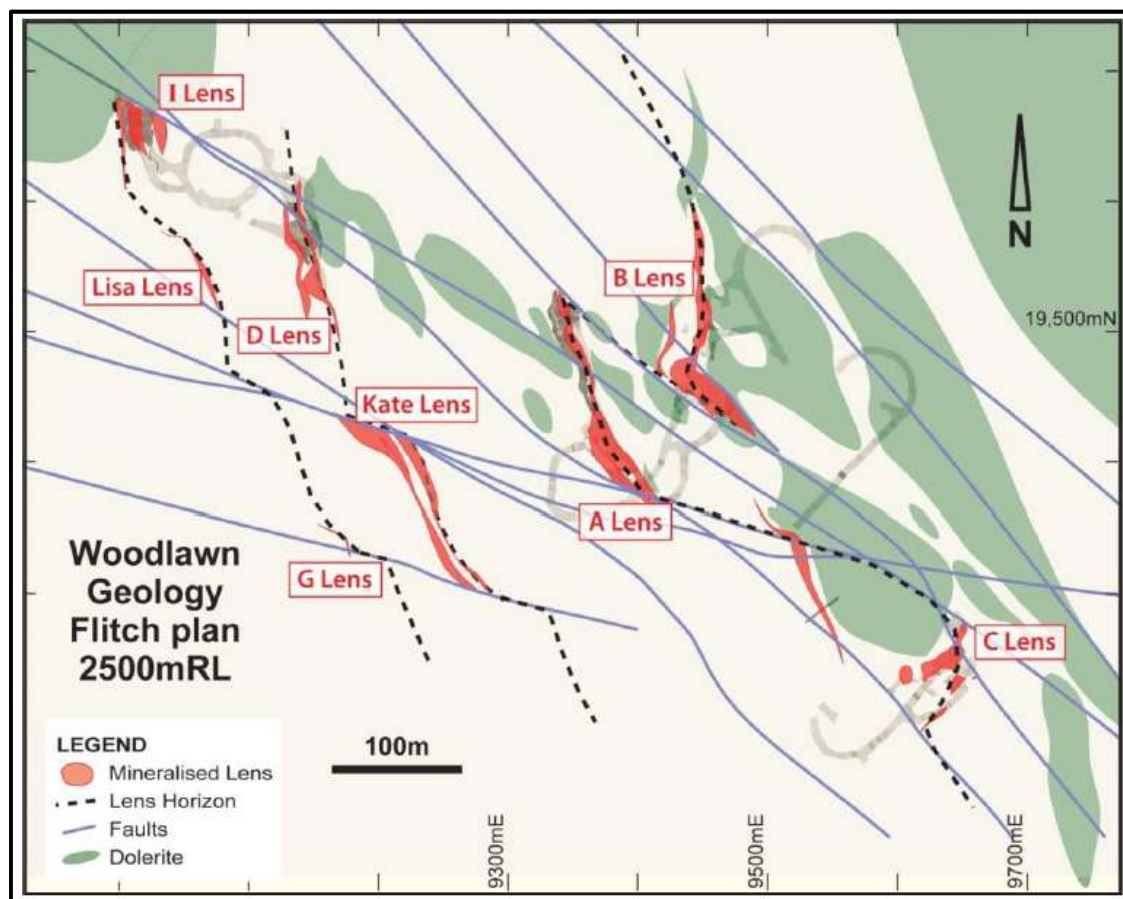 I Lens
B Lens
Lisa Lens
D Lens
N
19,500mN
Kate Lens
A Lens
G Lens
C Lens
Woodlawn
Geology
Flitch plan
2500mRL
100m
LEGEND
Mineralised Lens
Lens Horizon
Faults
Dolerite
9300mE
9500mE
9700mE